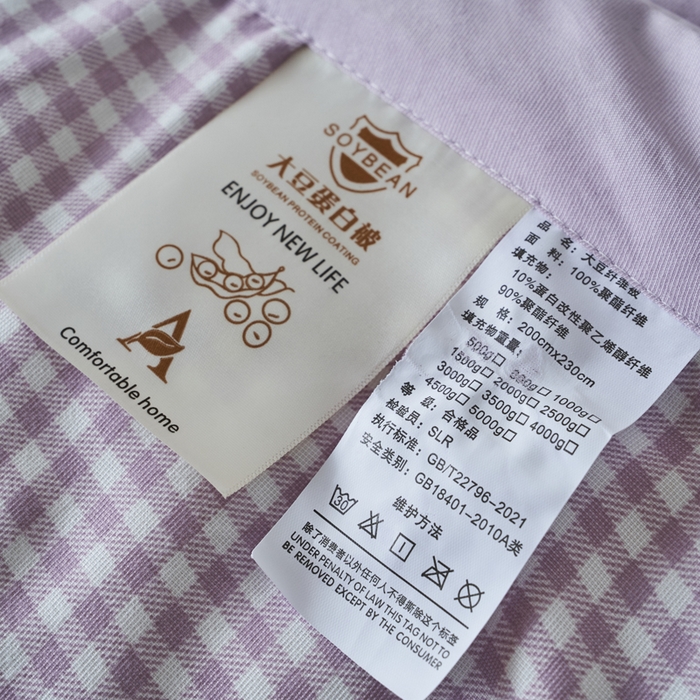 SOYBEAN
大豆蛋白被
SOYBEAN PROTEIN COATING
ENJOY NEW LIFE
A
Comfortable home
品 名：大豆纤维被
面 料：100%聚酯纤维
填充物：
10%蛋白改性聚乙烯醇纤维
90%聚酯纤维
规 格：200cmx230cm
填充物重量：
500g□ 800g□ 1000g□
1500g□ 2000g□ 2500g□
3000g□ 3500g□ 4000g□
4500g□ 5000g□
等 级：合格品
检验员：SLR
执行标准：GB/T22796-2021
安全类别：GB18401-2010A类
维护方法
30
除了消费者以外任何人不得撕除这个标签
UNDER PENALTY OF LAW THIS TAG NOT TO
BE REMOVED EXCEPT BY THE CONSUMER